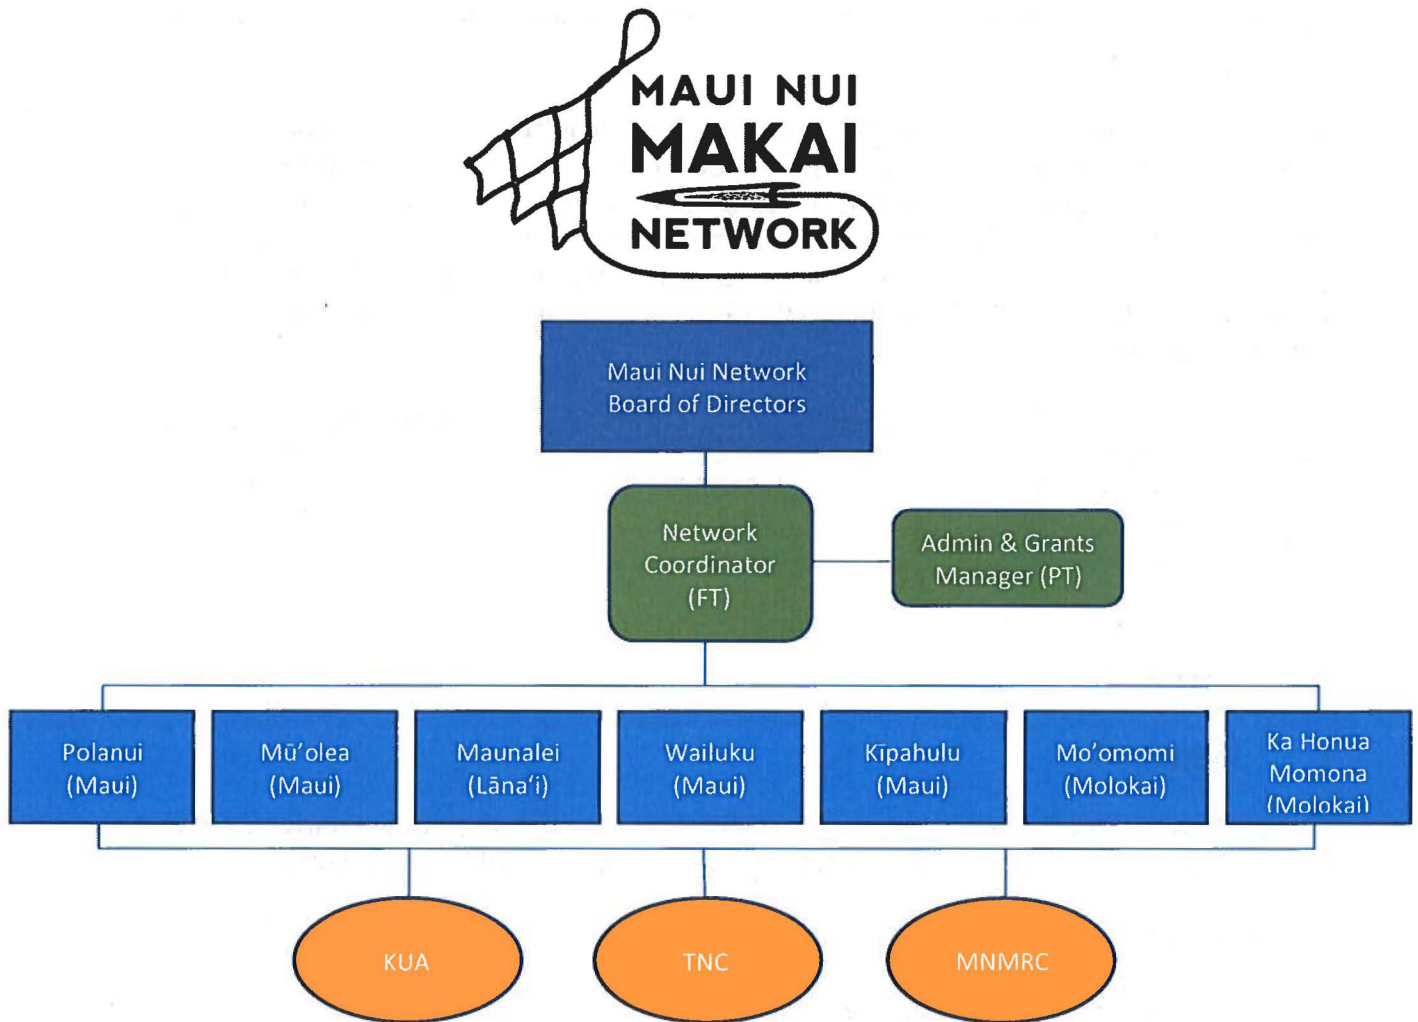 MAUI NUI
MAKAI
NETWORK
Maui Nui Network
Board of Directors
Network
Coordinator
(FT)
Admin & Grants
Manager (PT)
Polanui
(Maui)
Mū'olea
(Maui)
Maunalei
(Lānaʻi)
Wailuku
(Maui)
Kīpahulu
(Maui)
Mo'omomi
(Molokai)
Ka Honua
Momona
(Molokai)
KUA
TNC
MNMRC